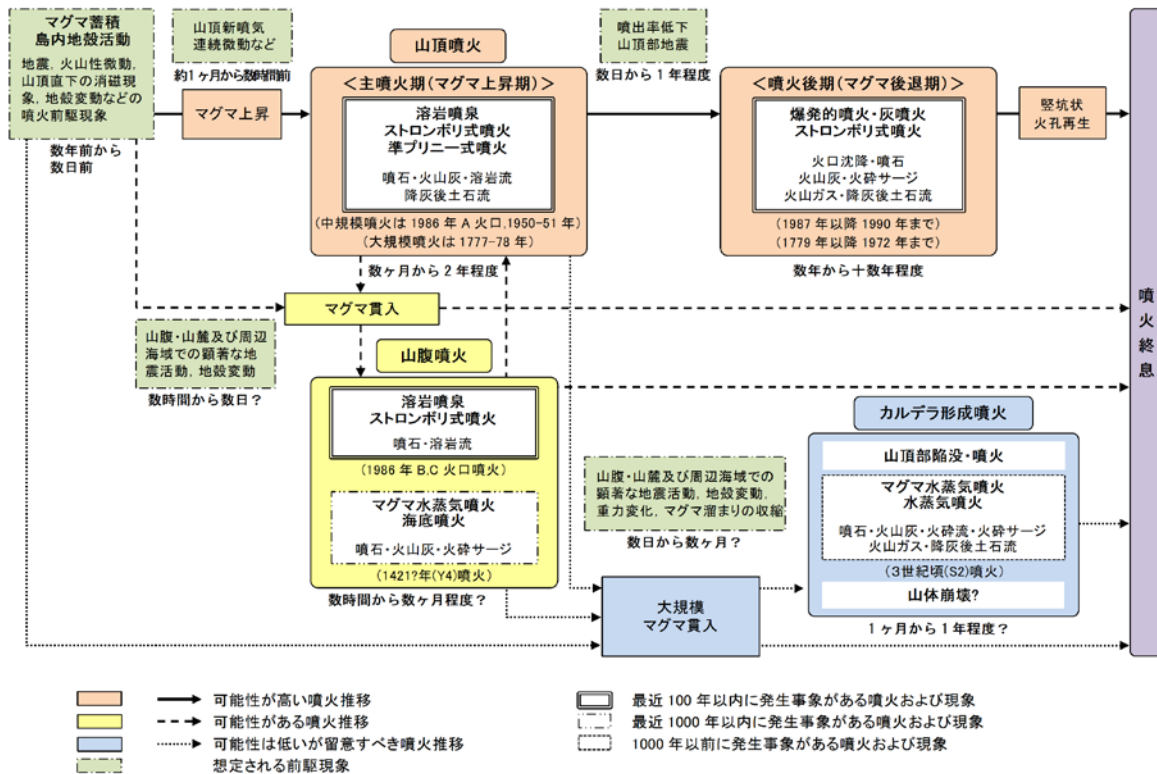 マグマ蓄積
島内地殻活動
地震, 火山性微動,
山頂直下の消磁現
象, 地殻変動などの
噴火前駆現象
数年前から
数日前
山頂新噴気
連続微動など
約1ヶ月から数時間前
マグマ上昇
山頂噴火
＜主噴火期(マグマ上昇期)＞
溶岩噴泉
ストロンボリ式噴火
準プリニー式噴火
噴石・火山灰・溶岩流
降灰後土石流
(中規模噴火は 1986 年 A 火口,1950-51 年)
(大規模噴火は 1777-78 年)
数ヶ月から 2 年程度
噴出率低下
山頂部地震
数日から 1 年程度
＜噴火後期(マグマ後退期)＞
爆発的噴火・灰噴火
ストロンボリ式噴火
火口沈降・噴石
火山灰・火砕サージ
火山ガス・降灰後土石流
(1987 年以降 1990 年まで)
(1779 年以降 1972 年まで)
数年から十数年程度
竪坑状
火孔再生
噴火終息
マグマ貫入
山腹・山麓及び周辺
海域での顕著な地
震活動, 地殻変動
数時間から数日？
山腹噴火
溶岩噴泉
ストロンボリ式噴火
噴石・溶岩流
(1986 年 B,C 火口噴火)
マグマ水蒸気噴火
海底噴火
噴石・火山灰・火砕サージ
(1421?年(Y4)噴火)
数時間から数ヶ月程度？
山腹・山麓及び周辺海域での
顕著な地震活動, 地殻変動,
重力変化, マグマ溜まりの収縮
数日から数ヶ月？
大規模
マグマ貫入
カルデラ形成噴火
山頂部陥没・噴火
マグマ水蒸気噴火
水蒸気噴火
噴石・火山灰・火砕流・火砕サージ
火山ガス・降灰後土石流
(3世紀頃(S2)噴火)
山体崩壊?
1 ヶ月から 1 年程度？
可能性が高い噴火推移
可能性がある噴火推移
可能性は低いが留意すべき噴火推移
想定される前駆現象
最近 100 年以内に発生事象がある噴火および現象
最近 1000 年以内に発生事象がある噴火および現象
1000 年以前に発生事象がある噴火および現象